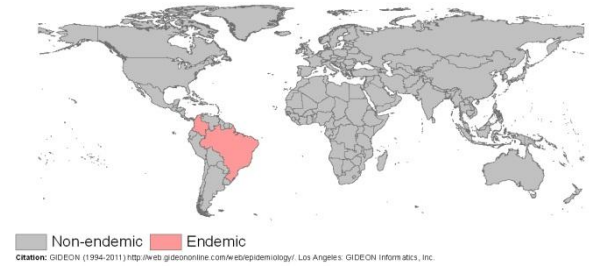 Non-endemic Endemic
Citation: GIDEON (1994-2011) http://web.gideononline.com/web/epidemiology/. Los Angeles: GIDEON Informatics, Inc.